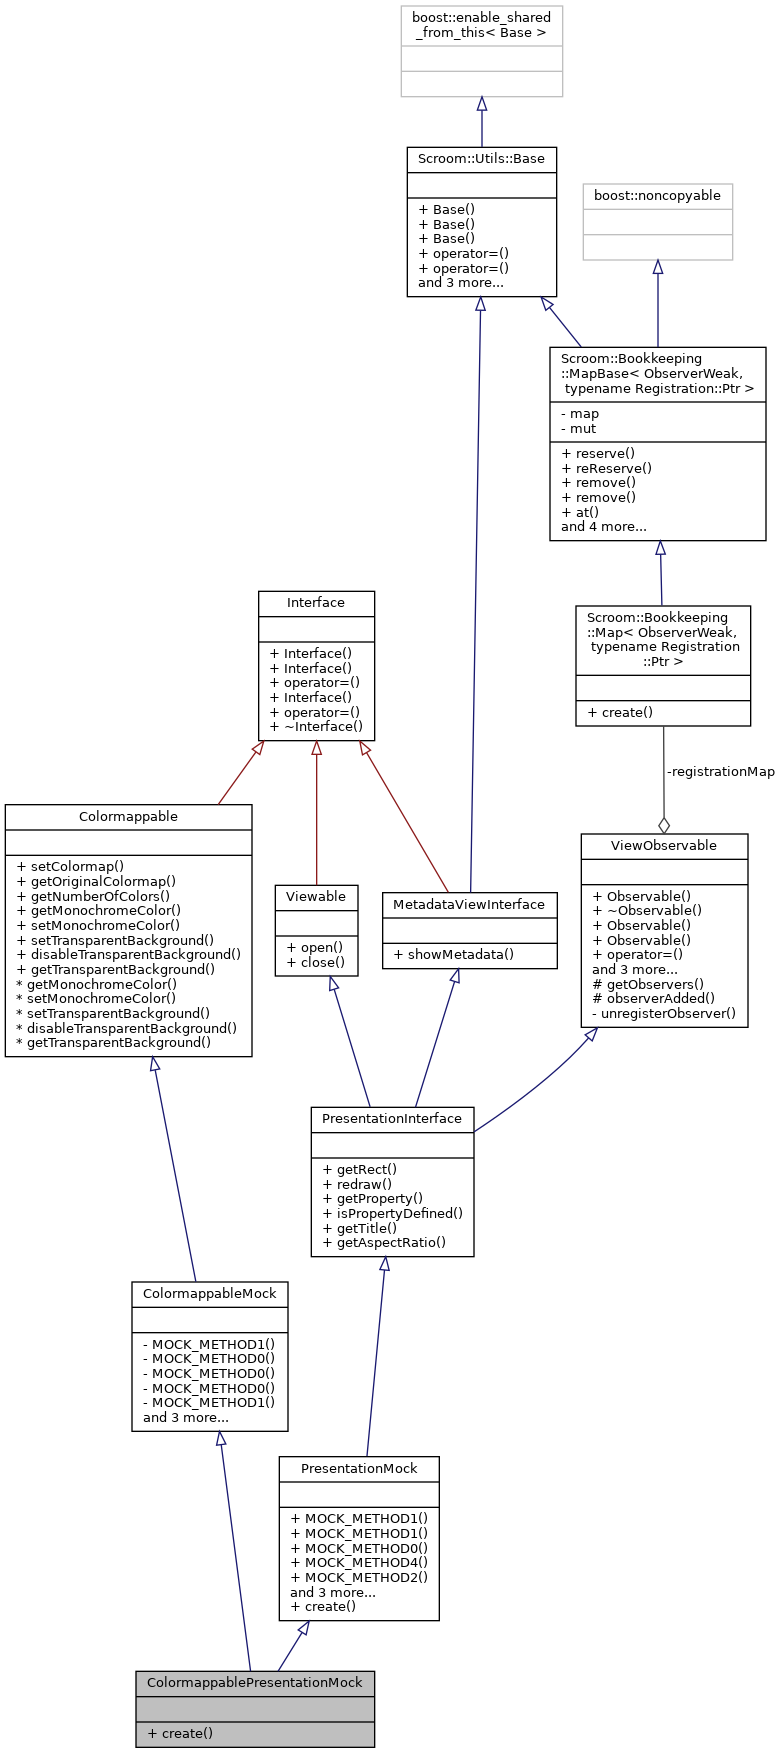 boost::enable_shared
_from_this< Base >
Scroom::Utils::Base
+ Base()
+ Base()
+ Base()
+ operator=()
+ operator=()
and 3 more...
boost::noncopyable
Scroom::Bookkeeping
::MapBase< ObserverWeak,
typename Registration::Ptr >
- map
- mut
+ reserve()
+ reReserve()
+ remove()
+ remove()
+ at()
and 4 more...
Interface
+ Interface()
+ Interface()
+ operator=()
+ Interface()
+ operator=()
+ ~Interface()
Scroom::Bookkeeping
::Map< ObserverWeak,
typename Registration
::Ptr >
+ create()
-registrationMap
Colormappable
+ setColormap()
+ getOriginalColormap()
+ getNumberOfColors()
+ getMonochromeColor()
+ setMonochromeColor()
+ setTransparentBackground()
+ disableTransparentBackground()
+ getTransparentBackground()
* getMonochromeColor()
* setMonochromeColor()
* setTransparentBackground()
* disableTransparentBackground()
* getTransparentBackground()
Viewable
+ open()
+ close()
MetadataViewInterface
+ showMetadata()
ViewObservable
+ Observable()
+ ~Observable()
+ Observable()
+ Observable()
+ operator=()
and 3 more...
# getObservers()
# observerAdded()
- unregisterObserver()
PresentationInterface
+ getRect()
+ redraw()
+ getProperty()
+ isPropertyDefined()
+ getTitle()
+ getAspectRatio()
ColormappableMock
- MOCK_METHOD1()
- MOCK_METHOD0()
- MOCK_METHOD0()
- MOCK_METHOD0()
- MOCK_METHOD1()
and 3 more...
PresentationMock
+ MOCK_METHOD1()
+ MOCK_METHOD1()
+ MOCK_METHOD0()
+ MOCK_METHOD4()
+ MOCK_METHOD2()
and 3 more...
+ create()
ColormappablePresentationMock
+ create()